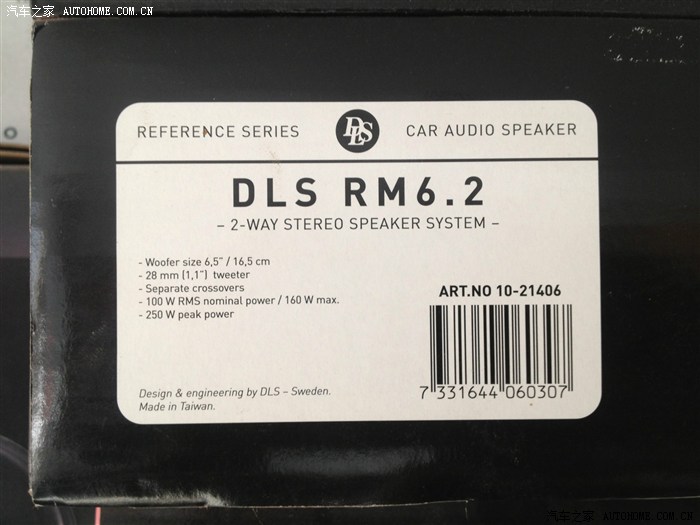 汽车之家 AUTOHOME.COM.CN
REFERENCE SERIES
DLS
CAR AUDIO SPEAKER
DLS RM6.2
– 2-WAY STEREO SPEAKER SYSTEM –
- Woofer size 6,5” / 16,5 cm
- 28 mm (1,1”) tweeter
- Separate crossovers
- 100 W RMS nominal power / 160 W max.
- 250 W peak power
ART.NO 10-21406
7 331644 060307
Design & engineering by DLS – Sweden.
Made in Taiwan.
汽车之家 AUTOHOME.COM.CN